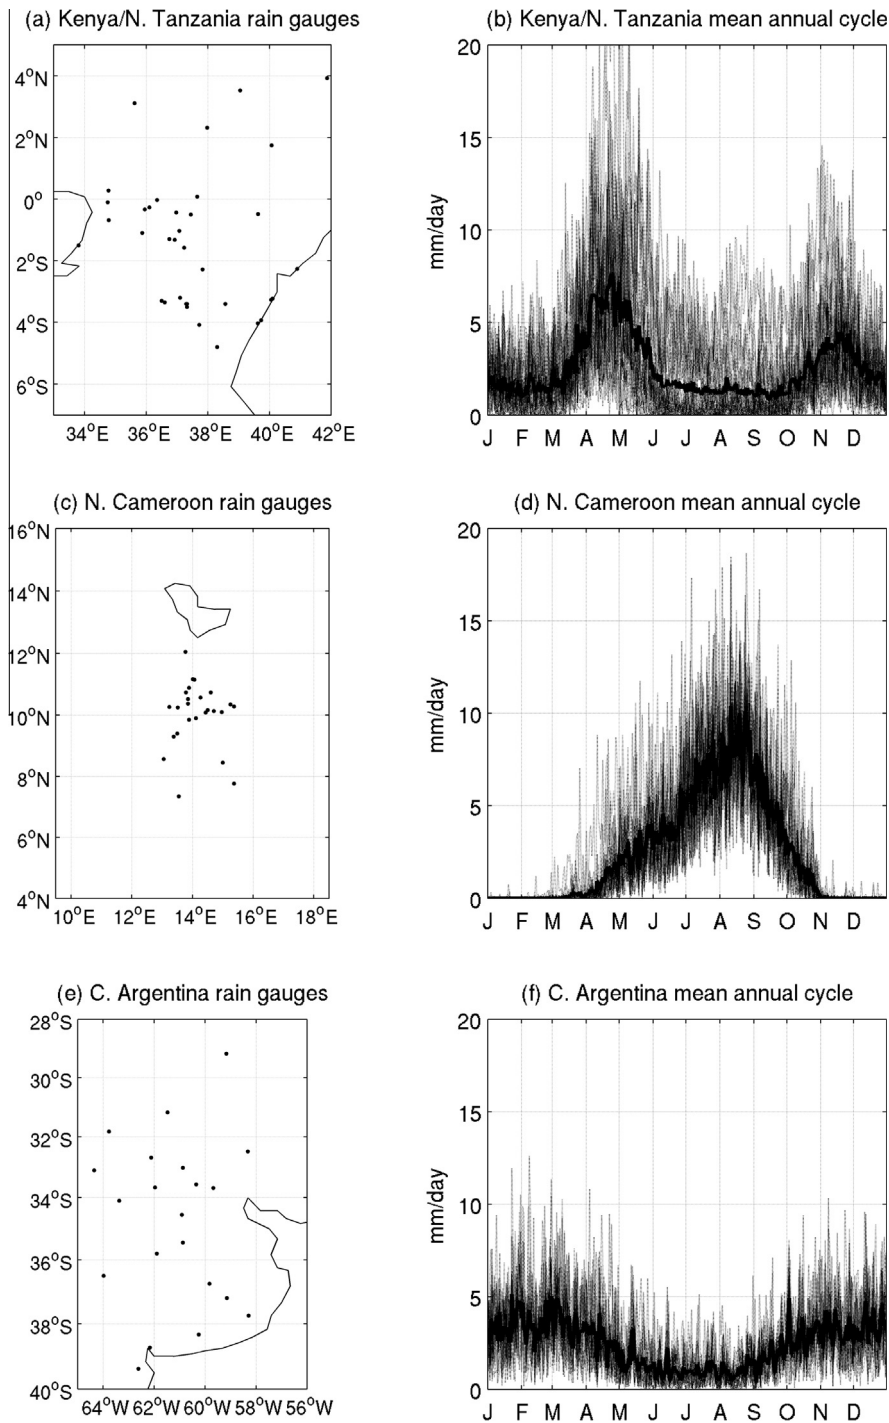 (a) Kenya/N. Tanzania rain gauges
(b) Kenya/N. Tanzania mean annual cycle
4°N
2°N
0°
2°S
4°S
6°S
34°E 36°E 38°E 40°E 42°E
20
15
10
5
0
mm/day
J F M A M J J A S O N D
(c) N. Cameroon rain gauges
(d) N. Cameroon mean annual cycle
16°N
14°N
12°N
10°N
8°N
6°N
4°N
10°E 12°E 14°E 16°E 18°E
20
15
10
5
0
mm/day
J F M A M J J A S O N D
(e) C. Argentina rain gauges
(f) C. Argentina mean annual cycle
28°S
30°S
32°S
34°S
36°S
38°S
40°S
64°W 62°W 60°W 58°W 56°W
20
15
10
5
0
mm/day
J F M A M J J A S O N D